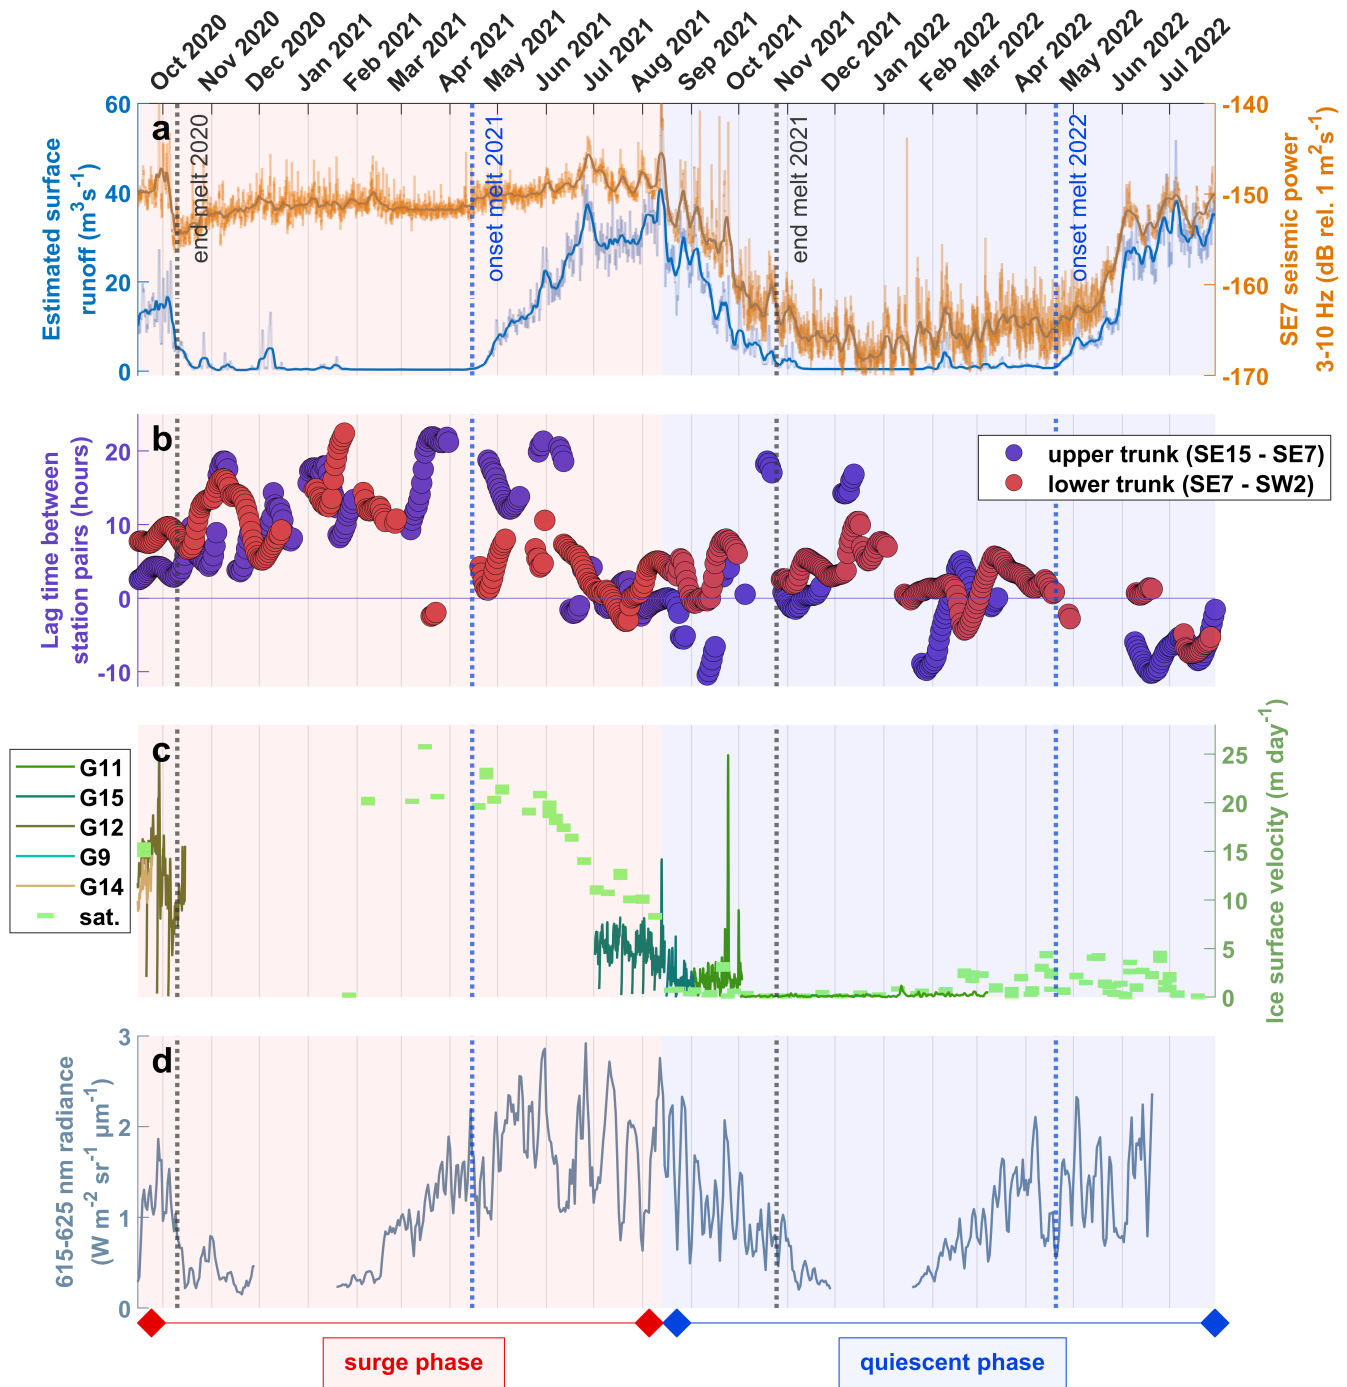 Oct 2020
Nov 2020
Dec 2020
Jan 2021
Feb 2021
Mar 2021
Apr 2021
May 2021
Jun 2021
Jul 2021
Aug 2021
Sep 2021
Oct 2021
Nov 2021
Dec 2021
Jan 2022
Feb 2022
Mar 2022
Apr 2022
May 2022
Jun 2022
Jul 2022
a
Estimated surface
runoff (m³s⁻¹)
60
40
20
0
end melt 2020
onset melt 2021
end melt 2021
onset melt 2022
-140
-150
-160
-170
SE7 seismic power
3-10 Hz (dB rel. 1 m²s⁻¹)
b
Lag time between
station pairs (hours)
20
10
0
-10
upper trunk (SE15 - SE7)
lower trunk (SE7 - SW2)
c
G11
G15
G12
G9
G14
sat.
25
20
15
10
5
0
Ice surface velocity (m day⁻¹)
d
615-625 nm radiance
(W m⁻² sr⁻¹ µm⁻¹)
3
2
1
0
surge phase
quiescent phase